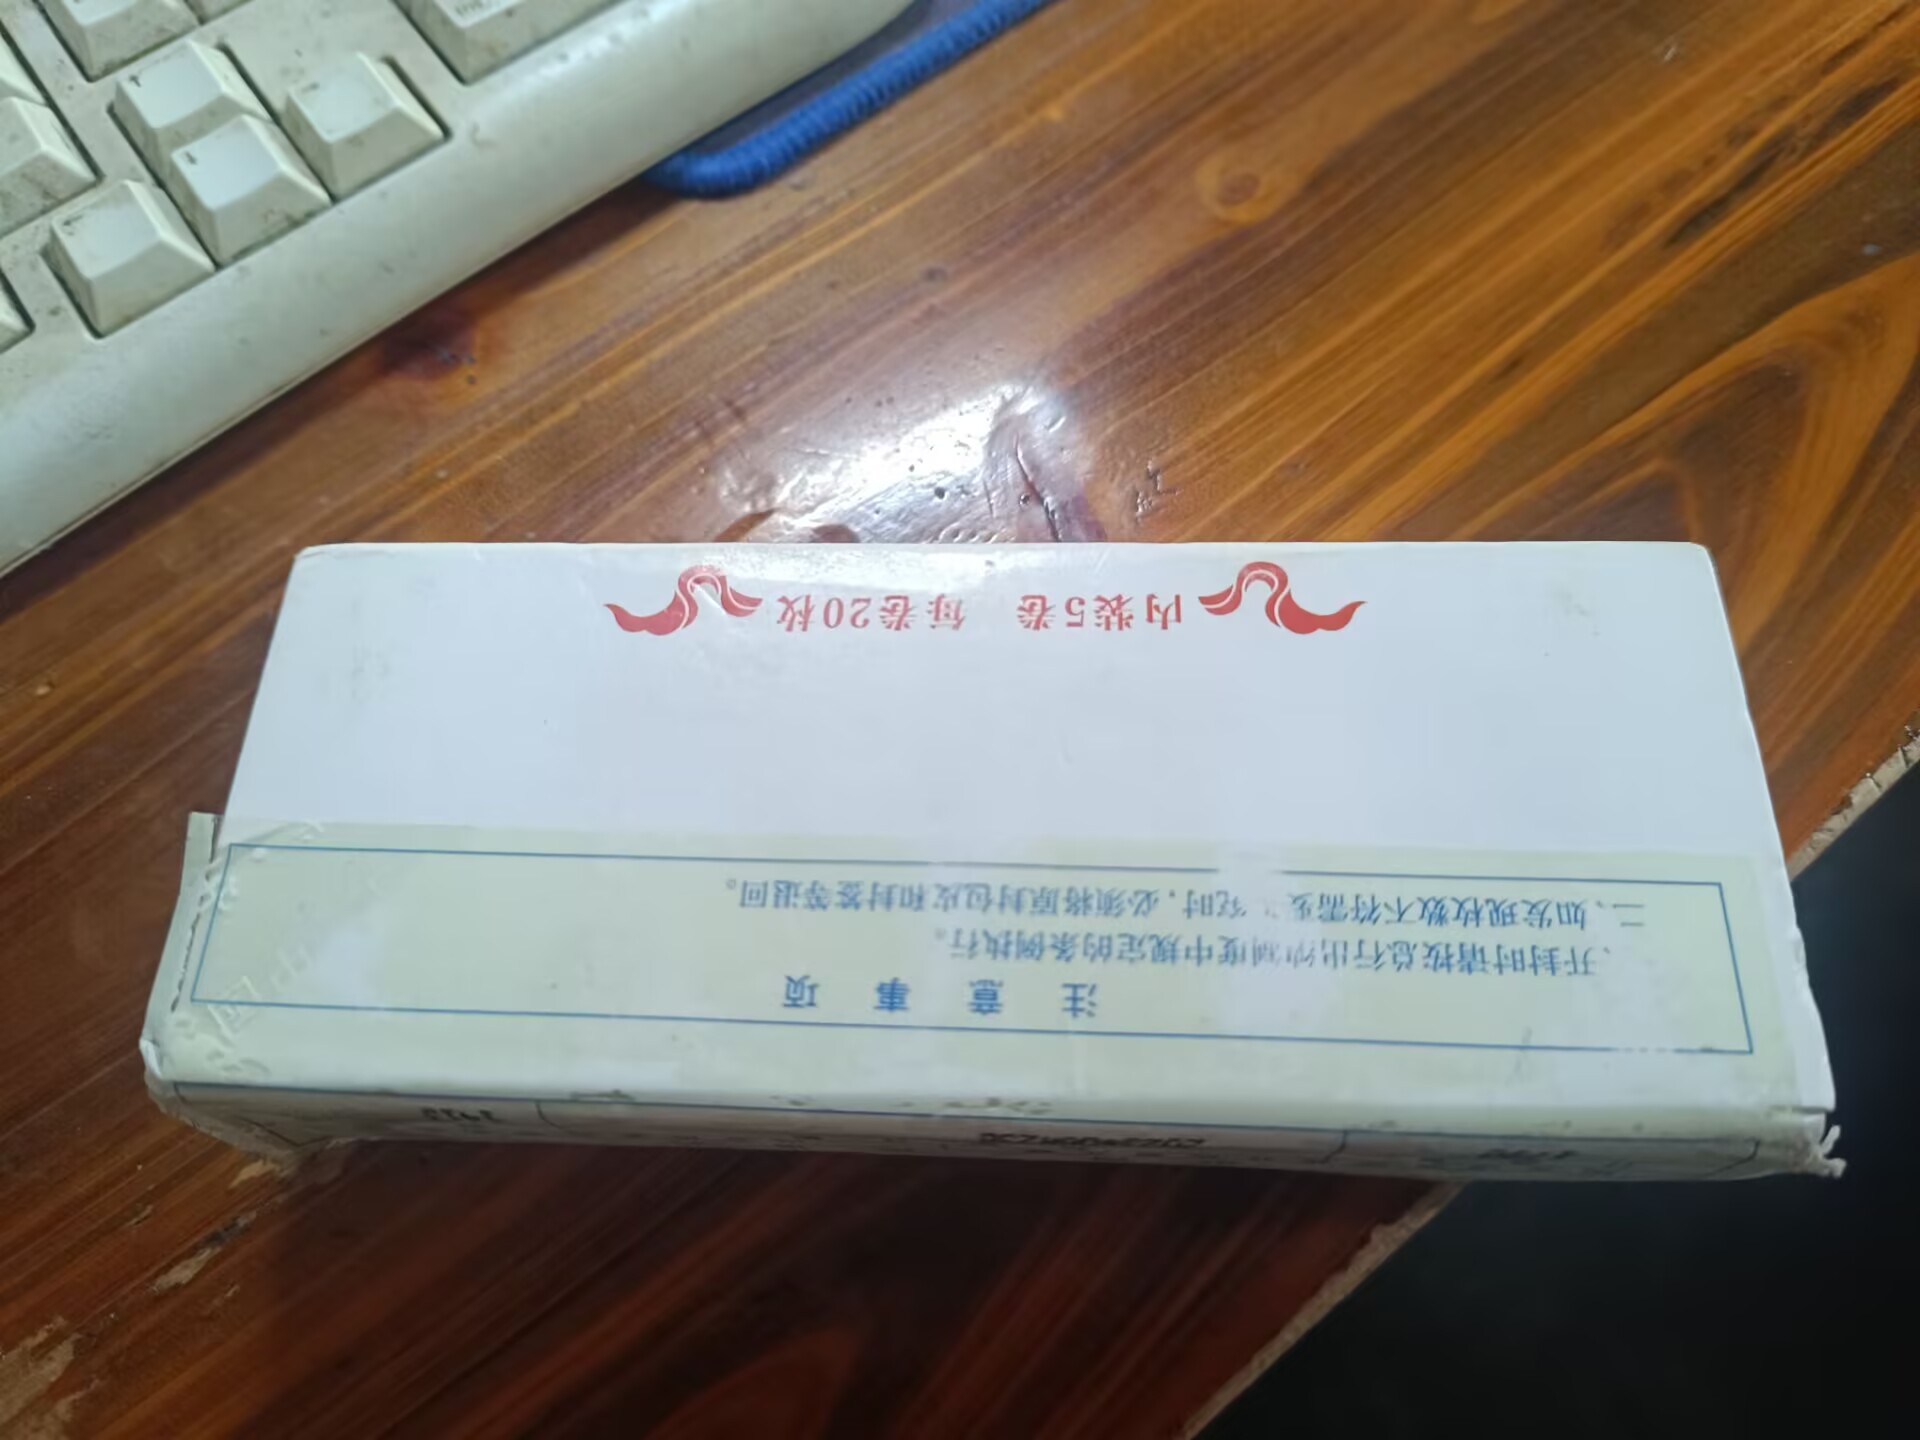 注意事项
、开封时请按总行出纳制度中规定的条例执行。
二、如发现枚数不符需要 究时，必须将原封包皮和封签等退回。
内装5卷 每卷20枚